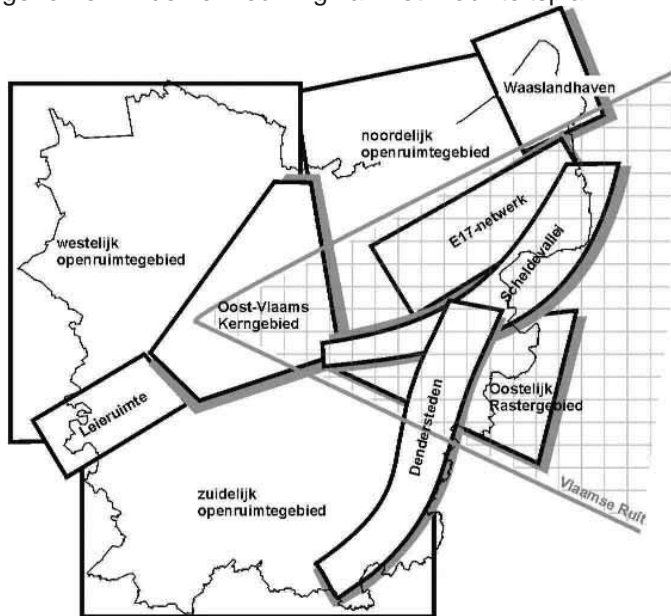 Waaslandhaven
noordelijk
openruimtegebied
E17-netwerk
westelijk
openruimtegebied
Scheldevallei
Oost-Vlaams
Kerngebied
Leieruimte
Oostelijk
Rastergebied
Dendersteden
zuidelijk
openruimtegebied
Vlaamse Ruit